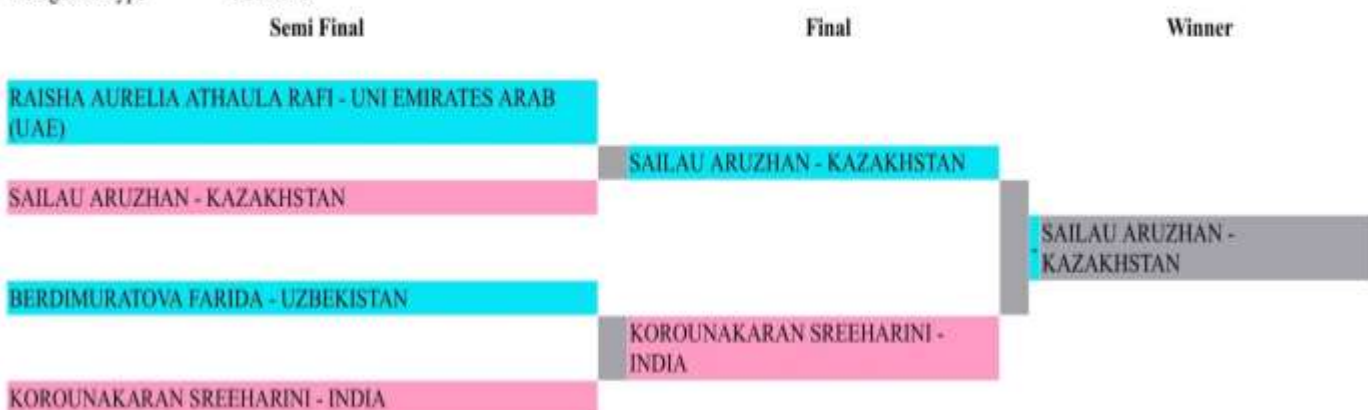 Semi Final Final Winner
RAISHA AURELIA ATHAULA RAFI - UNI EMIRATES ARAB
(UAE)
SAILAU ARUZHAN - KAZAKHSTAN
SAILAU ARUZHAN - KAZAKHSTAN
SAILAU ARUZHAN -
KAZAKHSTAN
BERDIMURATOVA FARIDA - UZBEKISTAN
KOROUNAKARAN SREEHARINI -
INDIA
KOROUNAKARAN SREEHARINI - INDIA